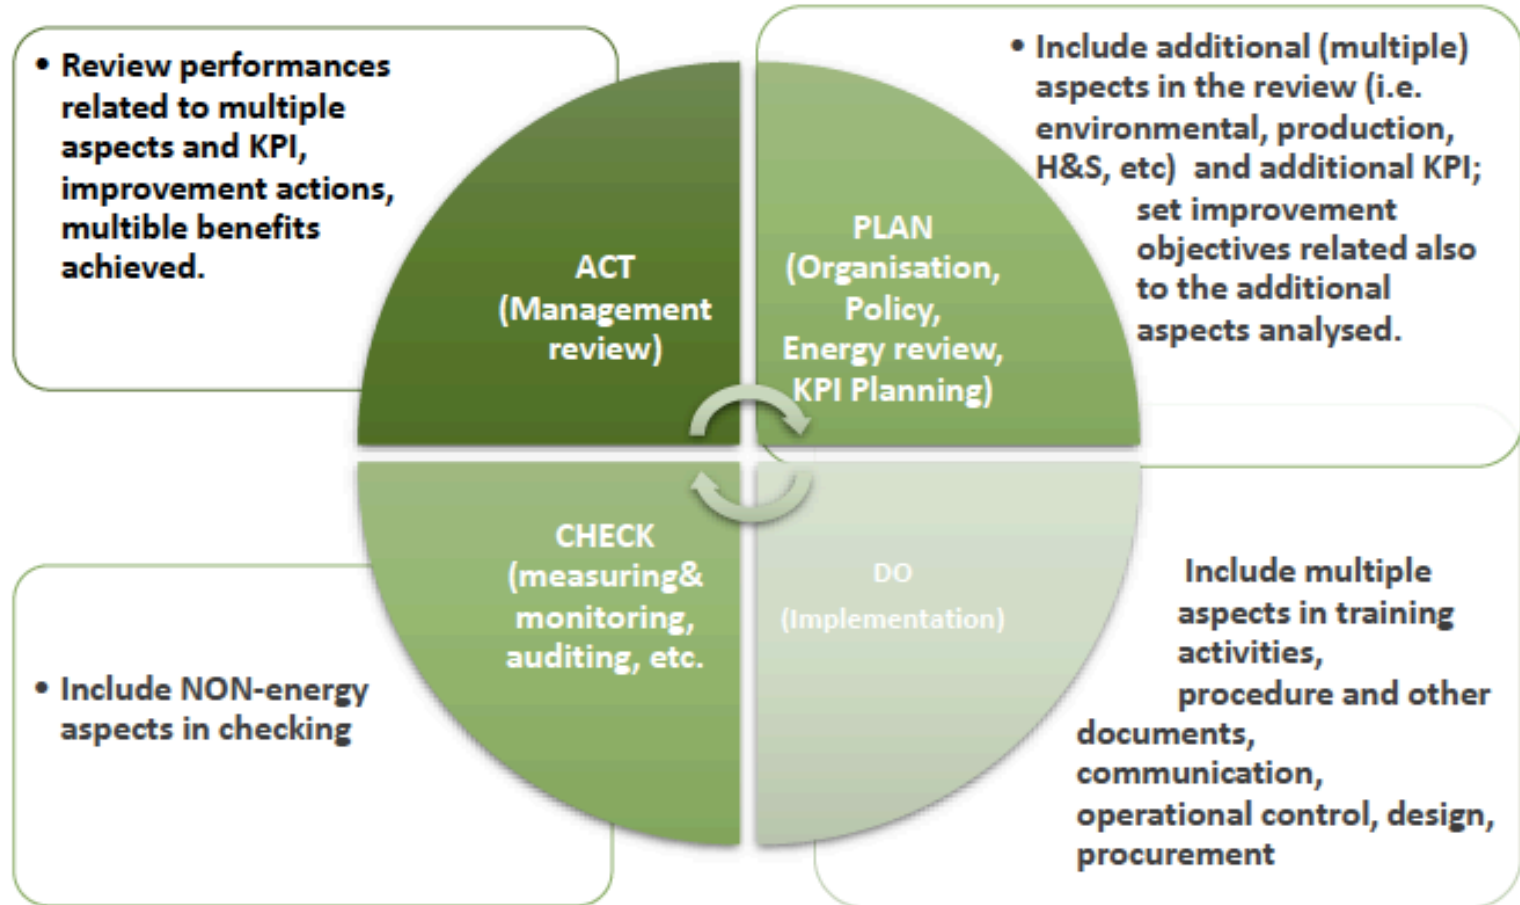 • Review performances
related to multiple
aspects and KPI,
improvement actions,
multible benefits
achieved.
ACT
(Management
review)
PLAN
(Organisation,
Policy,
Energy review,
KPI Planning)
• Include additional (multiple)
aspects in the review (i.e.
environmental, production,
H&S, etc)  and additional KPI;
set improvement
objectives related also
to the additional
aspects analysed.
• Include NON-energy
aspects in checking
CHECK
(measuring&
monitoring,
auditing, etc.
DO
(Implementation)
Include multiple
aspects in training
activities,
procedure and other
documents,
communication,
operational control, design,
procurement